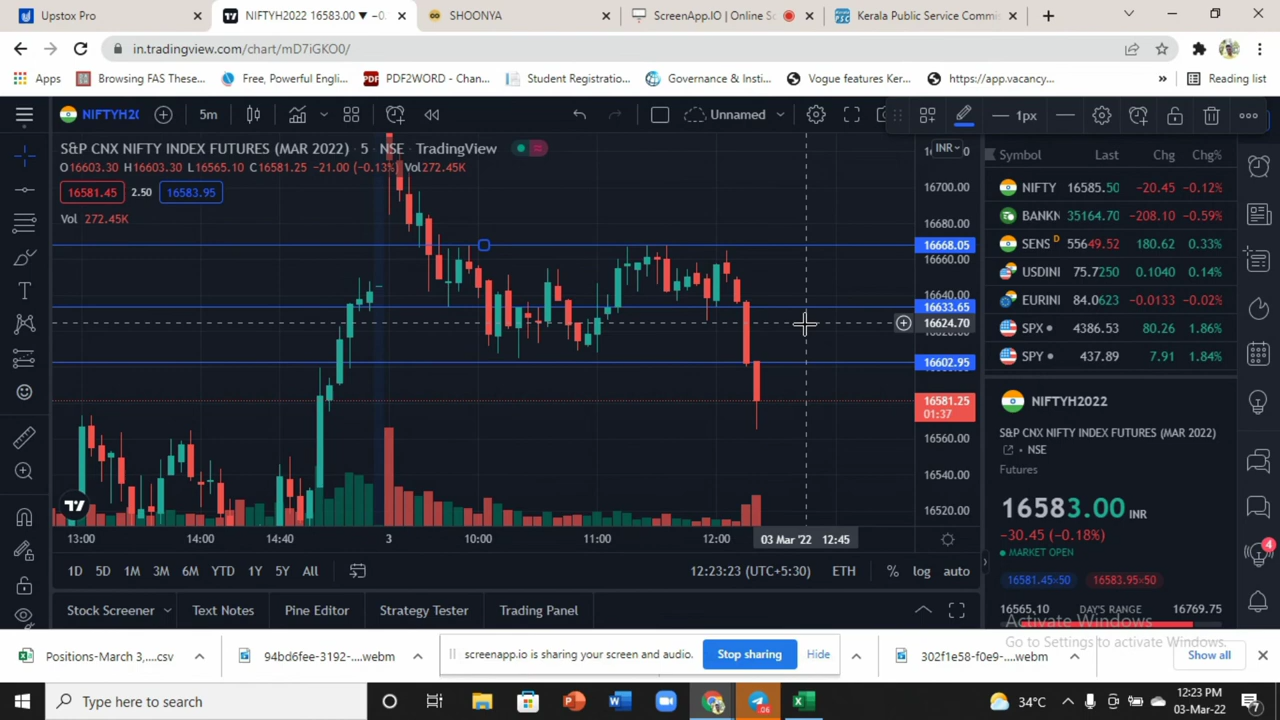 Upstox Pro
NIFTYH2022 16583.00 ▼ −0.
SHOONYA
ScreenApp.IO | Online Sc
Kerala Public Service Commi
in.tradingview.com/chart/mD7iGKO0/
Apps
Browsing FAS These...
Free, Powerful Engli...
PDF2WORD - Chan...
Student Registratio...
Governance & Insti...
Vogue features Ker...
https://app.vacancy...
»
Reading list
NIFTYH20
5m
Unnamed
1px
S&P CNX NIFTY INDEX FUTURES (MAR 2022) · 5 · NSE TradingView
O16603.30 H16603.30 L16565.10 C16581.25 −21.00 (−0.13%) Vol272.45K
16581.45 2.50 16583.95
Vol 272.45K
INR
16700.00
16680.00
16668.05
16660.00
16640.00
16633.65
16624.70
16602.95
16581.25
01:37
16560.00
16540.00
16520.00
13:00 14:00 14:40 3 10:00 11:00 12:00 03 Mar '22 12:45
1D 5D 1M 3M 6M YTD 1Y 5Y All
12:23:23 (UTC+5:30) ETH % log auto
Stock Screener Text Notes Pine Editor Strategy Tester Trading Panel
Symbol Last Chg Chg%
NIFTY 16585.50 −20.45 −0.12%
BANKN 35164.70 −208.10 −0.59%
SENS D 55649.52 180.62 0.33%
USDINI 75.7250 0.1040 0.14%
EURINI 84.0623 −0.0133 −0.02%
SPX 4386.53 80.26 1.86%
SPY 437.89 7.91 1.84%
NIFTYH2022
S&P CNX NIFTY INDEX FUTURES (MAR 2022)
NSE
Futures
16583.00 INR
−30.45 (−0.18%)
MARKET OPEN
16581.45×50 16583.95×50
16565.10 DAY'S RANGE 16769.75
4
Activate Windows
Go to Settings to activate Windows.
Positions-March 3,....csv
94bd6fee-3192-....webm
screenapp.io is sharing your screen and audio.
Stop sharing
Hide
302f1e58-f0e9-....webm
Show all
Type here to search
34°C
12:23 PM
03-Mar-22
7